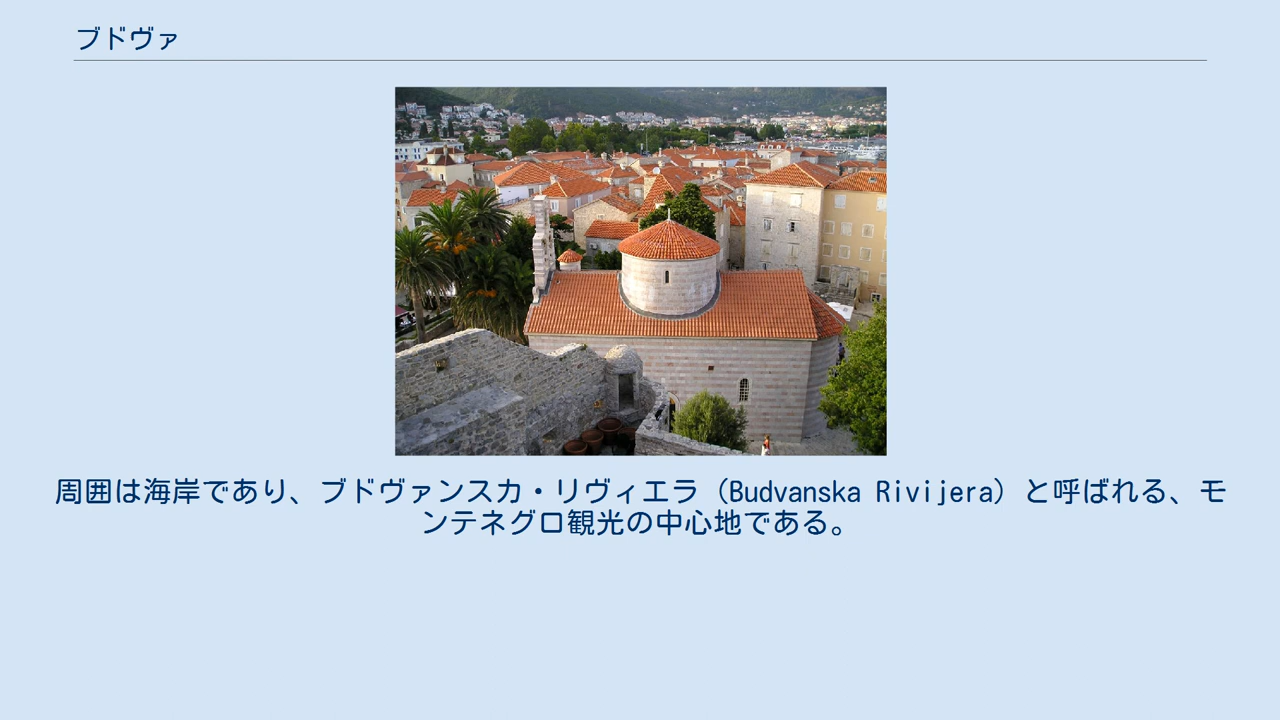 ブドヴァ
周囲は海岸であり、ブドヴァンスカ・リヴィエラ（Budvanska Rivijera）と呼ばれる、モ
ンテネグロ観光の中心地である。